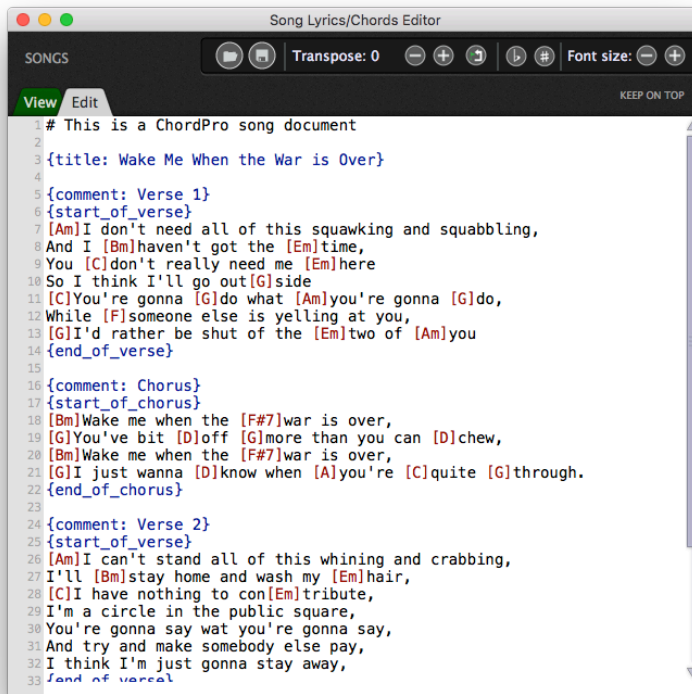 Song Lyrics/Chords Editor
SONGS
Transpose: 0
Font size:
View
Edit
KEEP ON TOP
1 # This is a ChordPro song document
2
3 {title: Wake Me When the War is Over}
4
5 {comment: Verse 1}
6 {start_of_verse}
7 [Am]I don't need all of this squawking and squabbling,
8 And I [Bm]haven't got the [Em]time,
9 You [C]don't really need me [Em]here
10 So I think I'll go out[G]side
11 [C]You're gonna [G]do what [Am]you're gonna [G]do,
12 While [F]someone else is yelling at you,
13 [G]I'd rather be shut of the [Em]two of [Am]you
14 {end_of_verse}
15
16 {comment: Chorus}
17 {start_of_chorus}
18 [Bm]Wake me when the [F#7]war is over,
19 [G]You've bit [D]off [G]more than you can [D]chew,
20 [Bm]Wake me when the [F#7]war is over,
21 [G]I just wanna [D]know when [A]you're [C]quite [G]through.
22 {end_of_chorus}
23
24 {comment: Verse 2}
25 {start_of_verse}
26 [Am]I can't stand all of this whining and crabbing,
27 I'll [Bm]stay home and wash my [Em]hair,
28 [C]I have nothing to con[Em]tribute,
29 I'm a circle in the public square,
30 You're gonna say wat you're gonna say,
31 And try and make somebody else pay,
32 I think I'm just gonna stay away,
33 {end_of_verse}